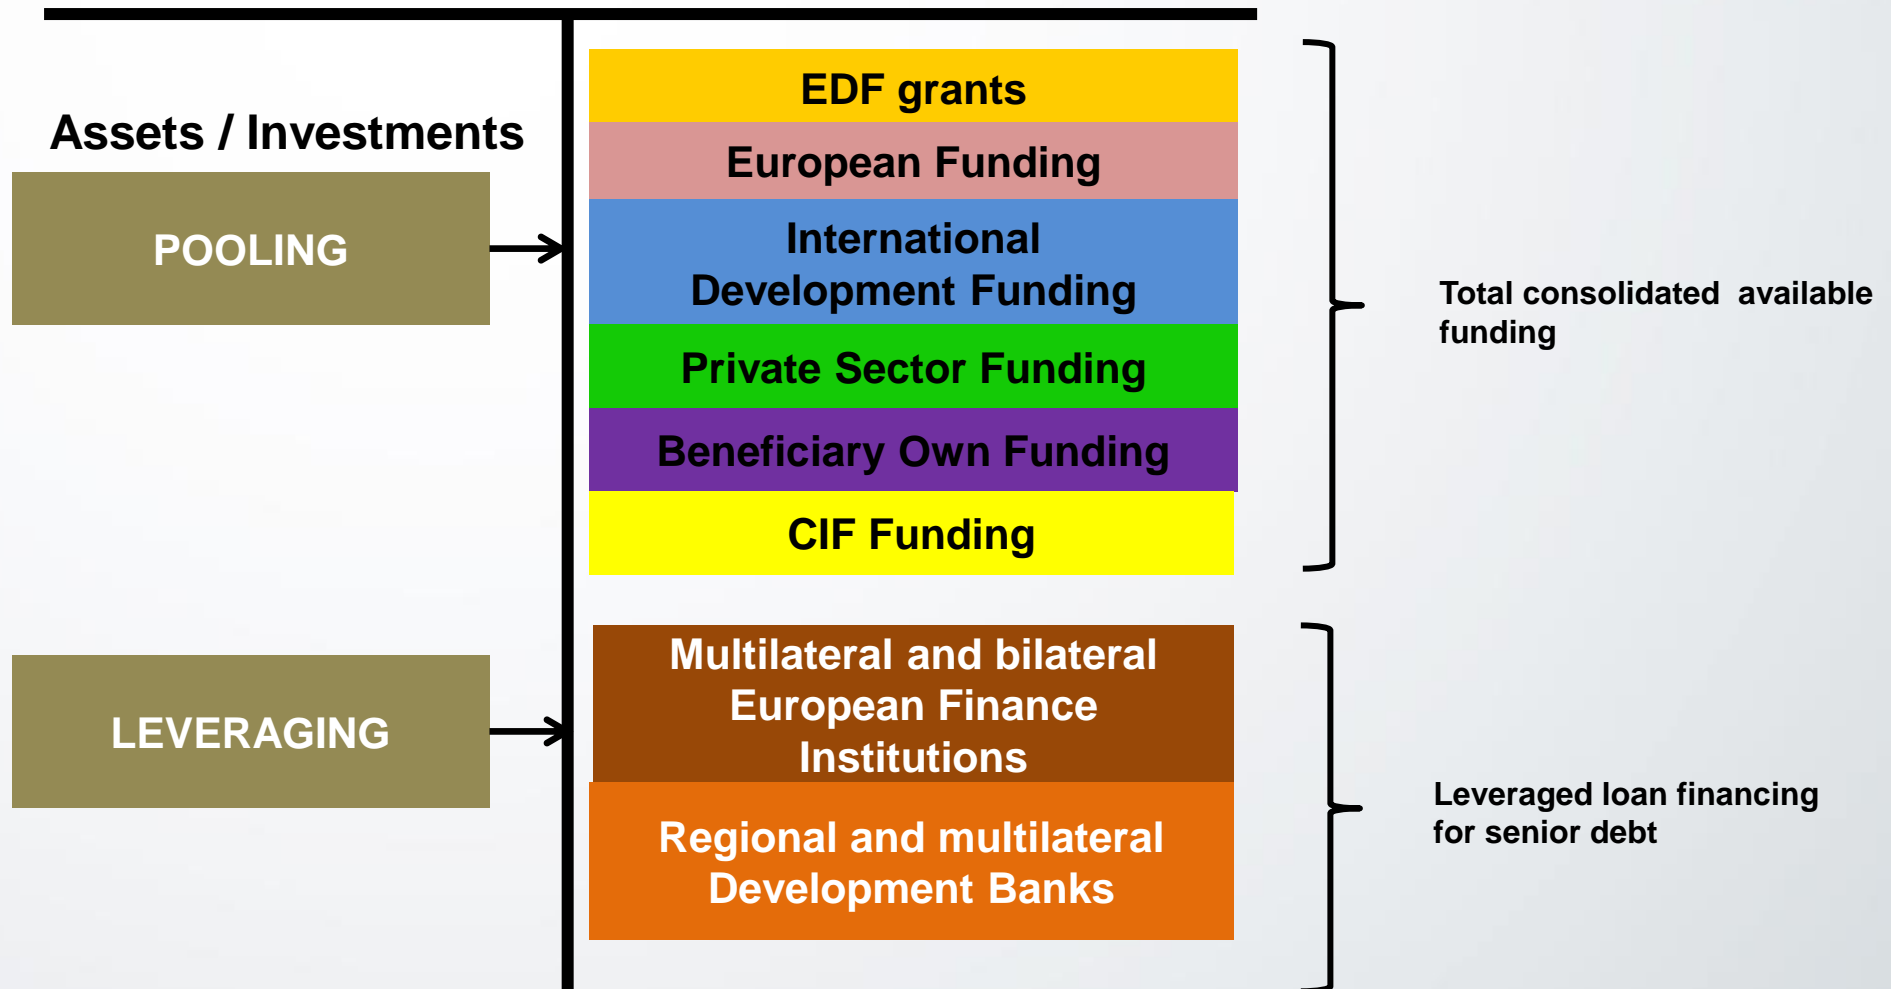 Assets / Investments
POOLING
EDF grants
European Funding
International
Development Funding
Private Sector Funding
Beneficiary Own Funding
CIF Funding
Total consolidated  available
funding
LEVERAGING
Multilateral and bilateral
European Finance
Institutions
Regional and multilateral
Development Banks
Leveraged loan financing
for senior debt